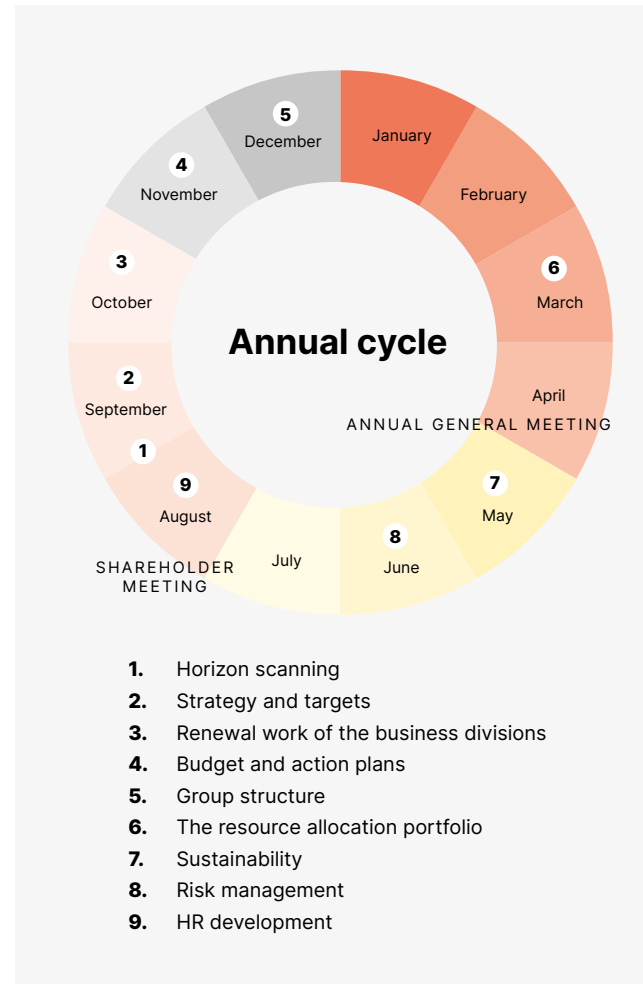 5
December
January
4
November
February
3
October
6
March
Annual cycle
2
September
April
ANNUAL GENERAL MEETING
1
9
August
7
May
8
June
July
SHAREHOLDER
MEETING
1. Horizon scanning
2. Strategy and targets
3. Renewal work of the business divisions
4. Budget and action plans
5. Group structure
6. The resource allocation portfolio
7. Sustainability
8. Risk management
9. HR development